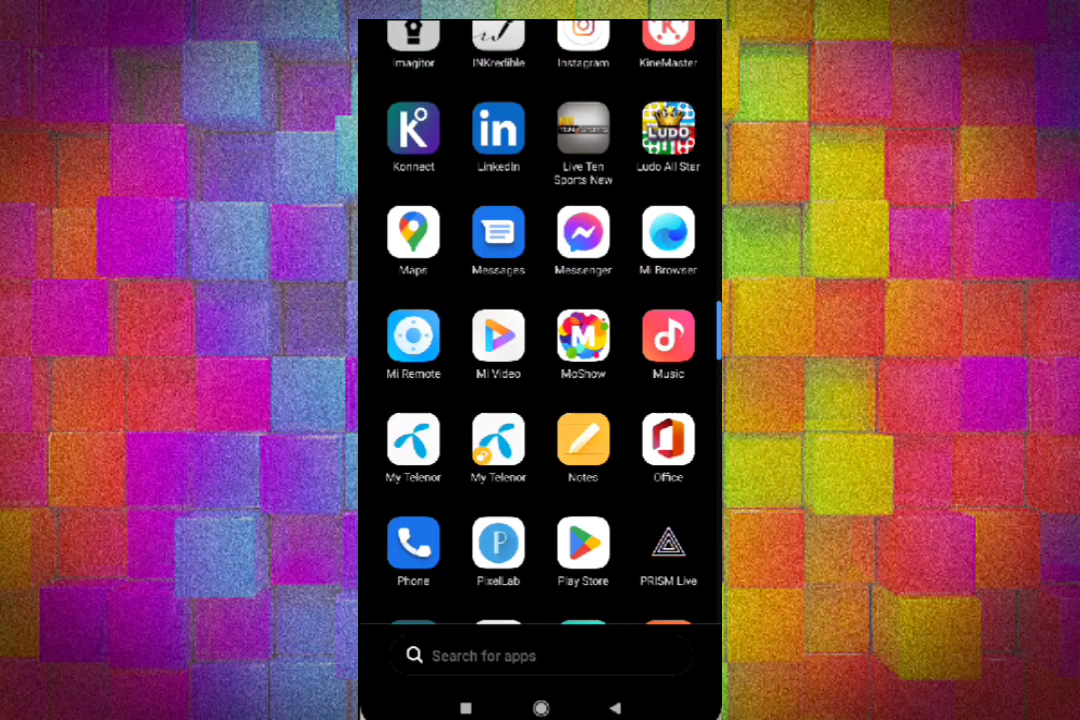 Imagitor
INKredible
Instagram
KineMaster
Konnect
LinkedIn
Live Ten
Sports New
Ludo All Star
Maps
Messages
Messenger
Mi Browser
Mi Remote
Mi Video
MoShow
Music
My Telenor
My Telenor
Notes
Office
Phone
PixelLab
Play Store
PRISM Live
Search for apps